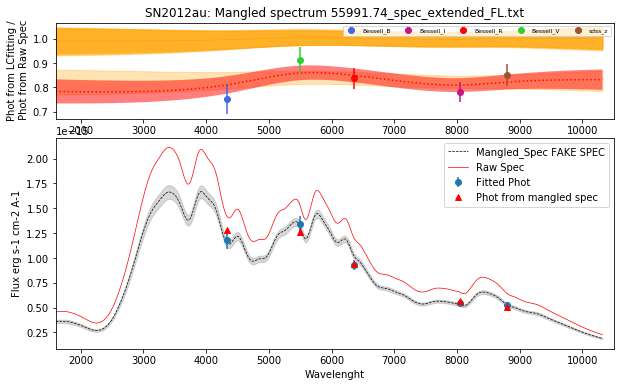 SN2012au: Mangled spectrum 55991.74_spec_extended_FL.txt
Phot from LCfitting /
Phot from Raw Spec
1.0
0.9
0.8
0.7
Bessell_B
Bessell_I
Bessell_R
Bessell_V
sdss_z
2000 3000 4000 5000 6000 7000 8000 9000 10000
Flux erg s-1 cm-2 A-1
2.00
1.75
1.50
1.25
1.00
0.75
0.50
0.25
Mangled_Spec FAKE SPEC
Raw Spec
Fitted Phot
Phot from mangled spec
2000 3000 4000 5000 6000 7000 8000 9000 10000
Wavelenght